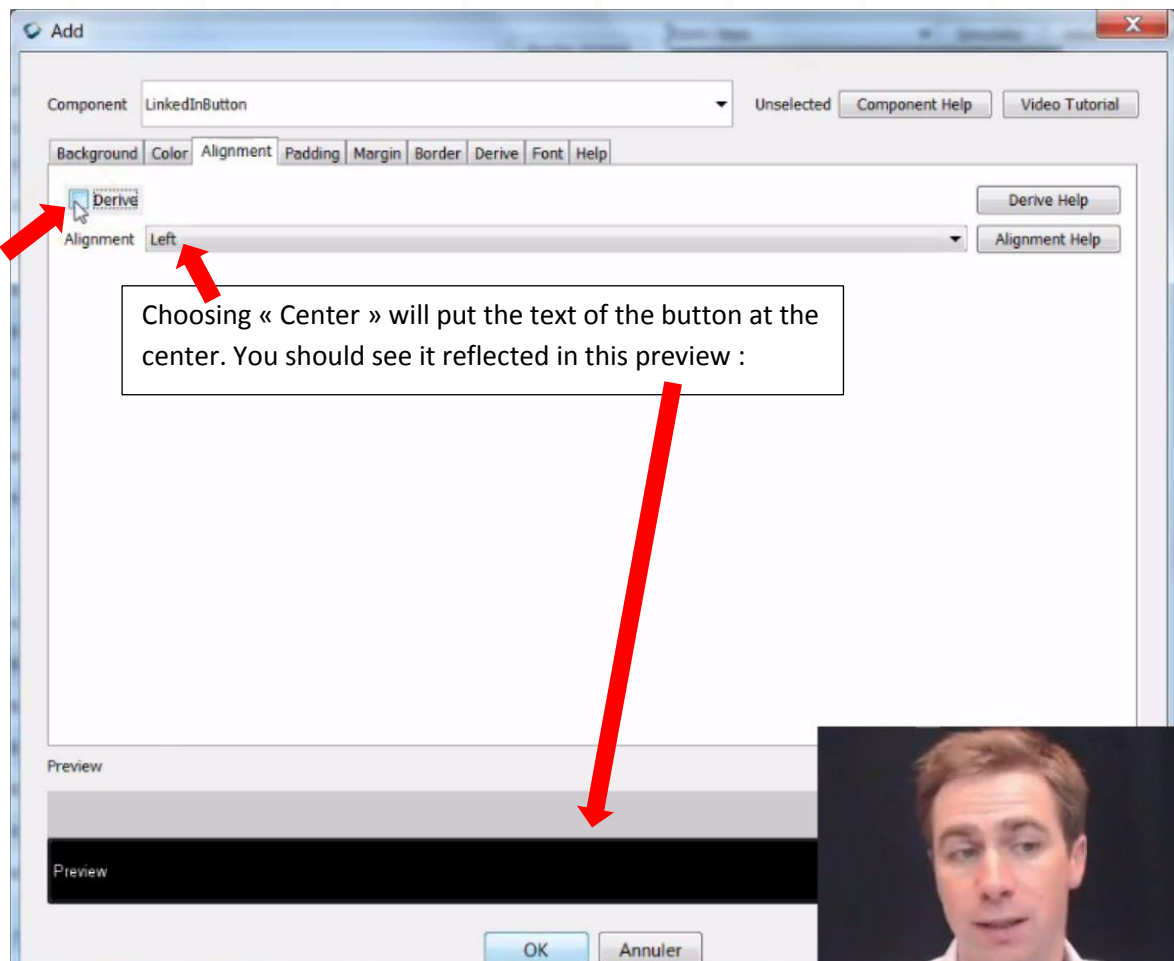 Add
Component LinkedInButton Unselected Component Help Video Tutorial
Background Color Alignment Padding Margin Border Derive Font Help
Derive Derive Help
Alignment Left Alignment Help
Choosing « Center » will put the text of the button at the
center. You should see it reflected in this preview :
Preview
Preview
OK Annuler